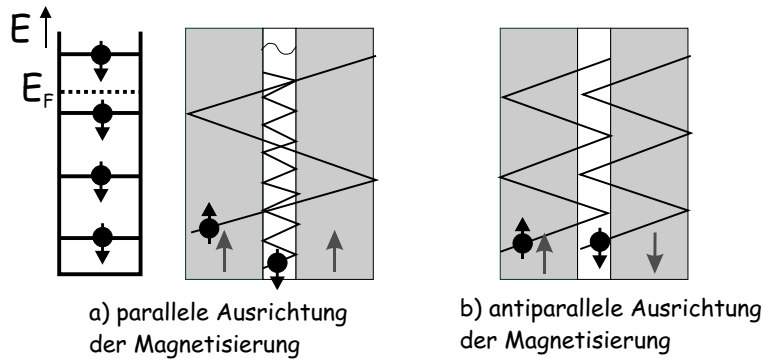 E
E_F
a) parallele Ausrichtung
der Magnetisierung
b) antiparallele Ausrichtung
der Magnetisierung